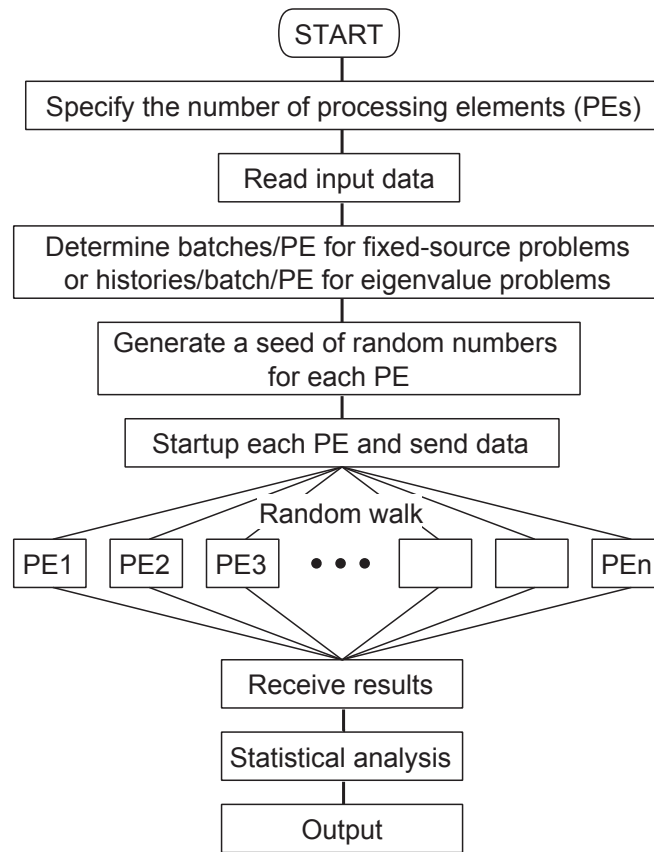 START
Specify the number of processing elements (PEs)
Read input data
Determine batches/PE for fixed-source problems
or histories/batch/PE for eigenvalue problems
Generate a seed of random numbers
for each PE
Startup each PE and send data
Random walk
PE1 PE2 PE3 • • • PEn
Receive results
Statistical analysis
Output